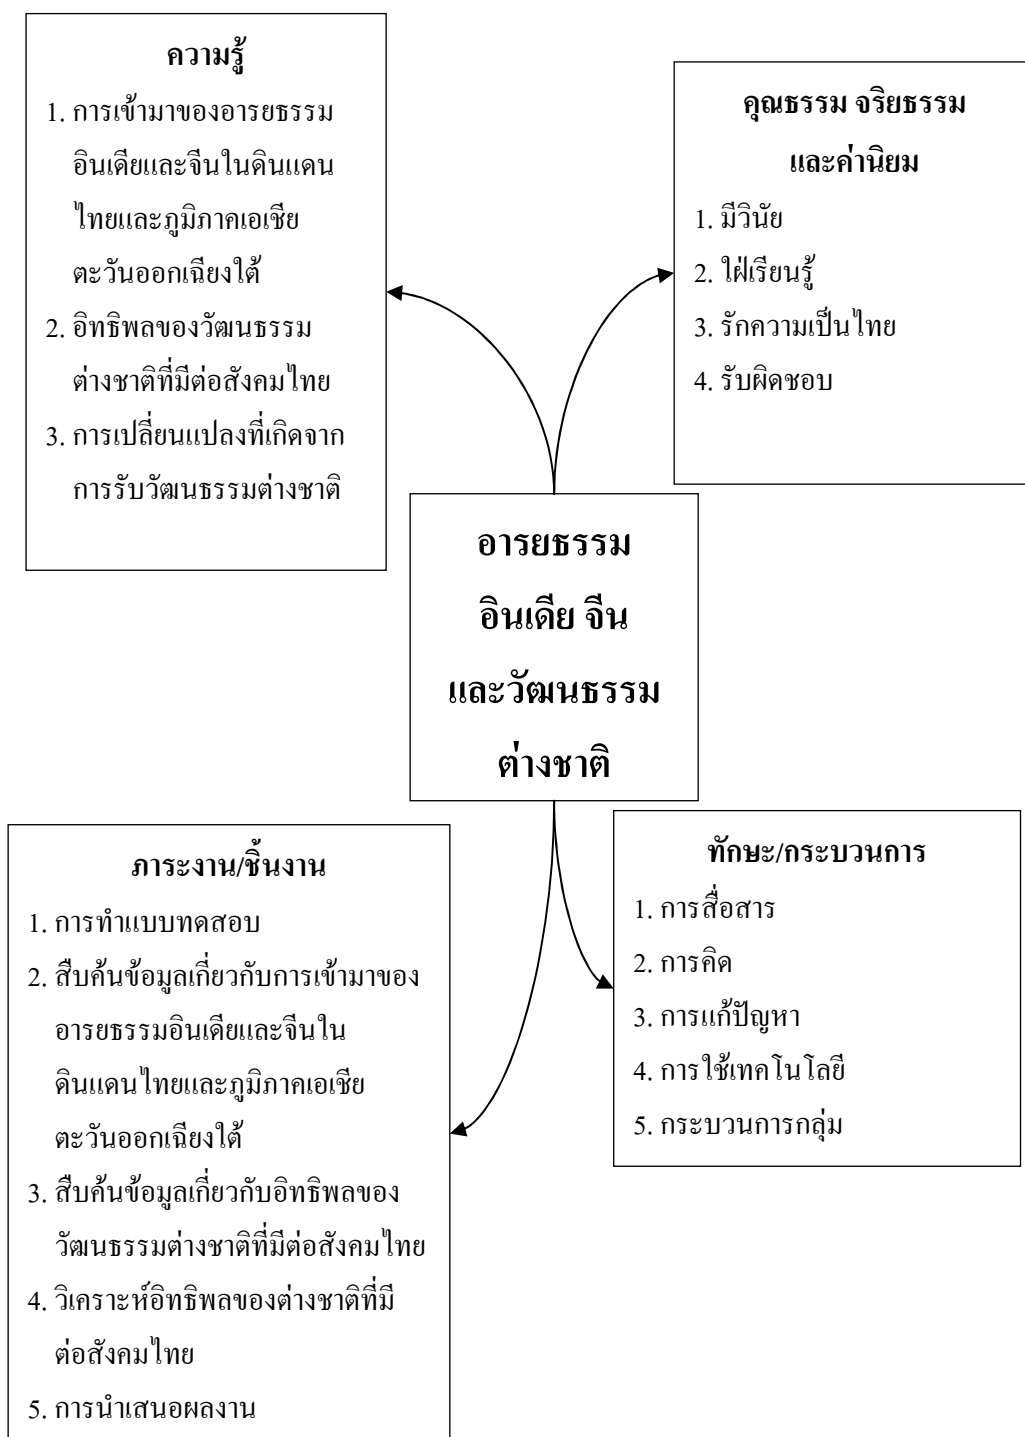 ความรู้
1. การเข้ามาของอารยธรรม
อินเดียและจีนในดินแดน
ไทยและภูมิภาคเอเชีย
ตะวันออกเฉียงใต้
2. อิทธิพลของวัฒนธรรม
ต่างชาติที่มีต่อสังคมไทย
3. การเปลี่ยนแปลงที่เกิดจาก
การรับวัฒนธรรมต่างชาติ
คุณธรรม จริยธรรม
และค่านิยม
1. มีวินัย
2. ใฝ่เรียนรู้
3. รักความเป็นไทย
4. รับผิดชอบ
อารยธรรม
อินเดีย จีน
และวัฒนธรรม
ต่างชาติ
ภาระงาน/ชิ้นงาน
1. การทำแบบทดสอบ
2. สืบค้นข้อมูลเกี่ยวกับการเข้ามาของ
อารยธรรมอินเดียและจีนใน
ดินแดนไทยและภูมิภาคเอเชีย
ตะวันออกเฉียงใต้
3. สืบค้นข้อมูลเกี่ยวกับอิทธิพลของ
วัฒนธรรมต่างชาติที่มีต่อสังคมไทย
4. วิเคราะห์อิทธิพลของต่างชาติที่มี
ต่อสังคมไทย
5. การนำเสนอผลงาน
ทักษะ/กระบวนการ
1. การสื่อสาร
2. การคิด
3. การแก้ปัญหา
4. การใช้เทคโนโลยี
5. กระบวนการกลุ่ม